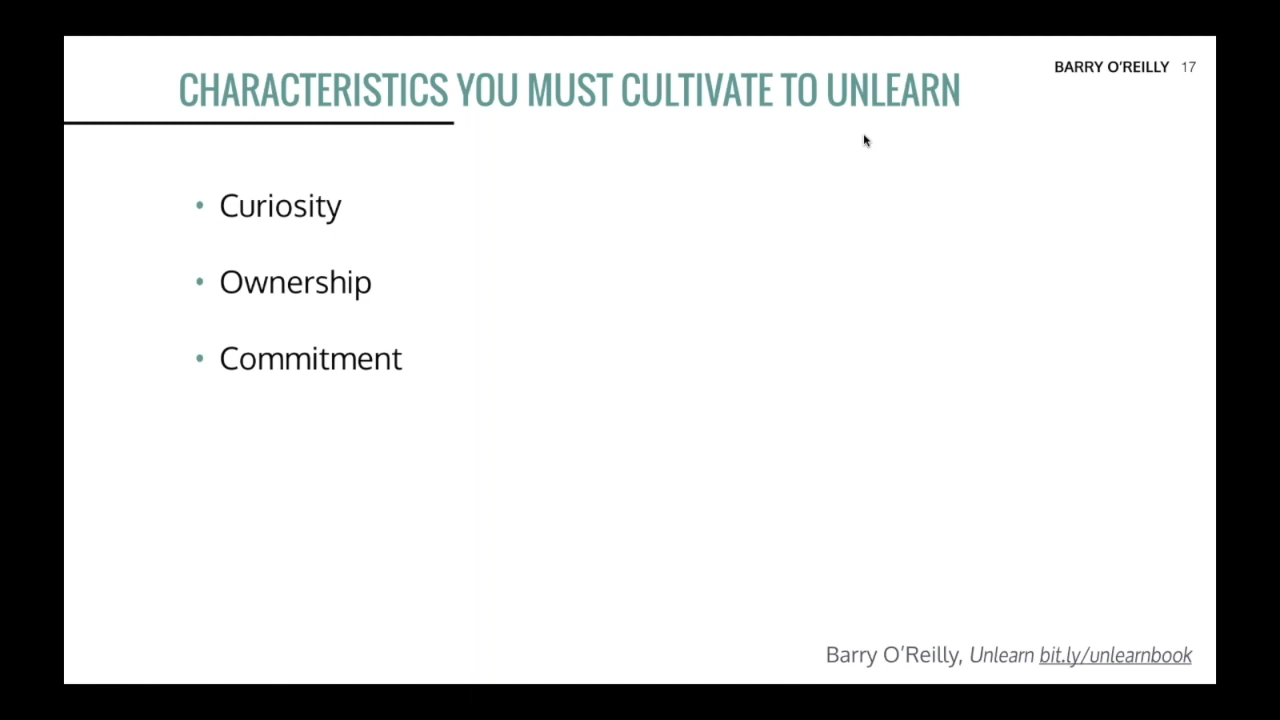 CHARACTERISTICS YOU MUST CULTIVATE TO UNLEARN
BARRY O'REILLY 17
• Curiosity
• Ownership
• Commitment
Barry O'Reilly, Unlearn bit.ly/unlearnbook